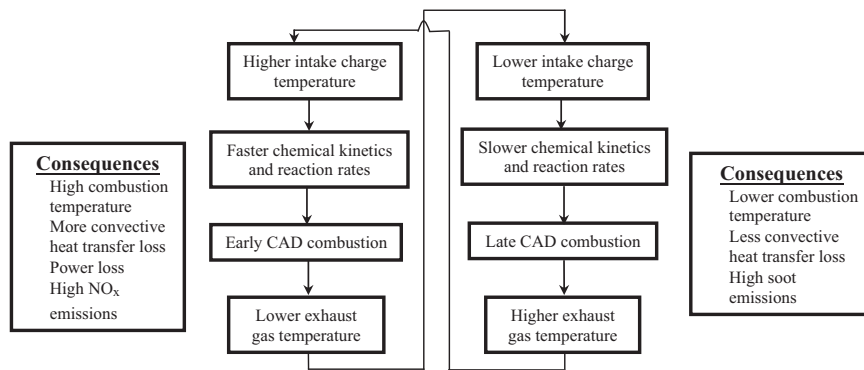 Higher intake charge
temperature
Lower intake charge
temperature
Faster chemical kinetics
and reaction rates
Slower chemical kinetics
and reaction rates
Early CAD combustion
Late CAD combustion
Lower exhaust
gas temperature
Higher exhaust
gas temperature
Consequences
High combustion
temperature
More convective
heat transfer loss
Power loss
High NOx
emissions
Consequences
Lower combustion
temperature
Less convective
heat transfer loss
High soot
emissions